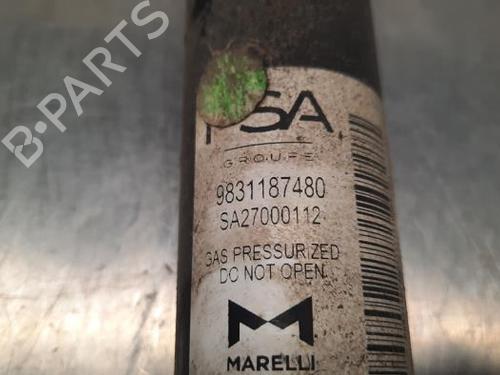 PSA
GROUPE
9831187480
SA27000112
GAS PRESSURIZED
DO NOT OPEN
MARELLI
B-PARTS